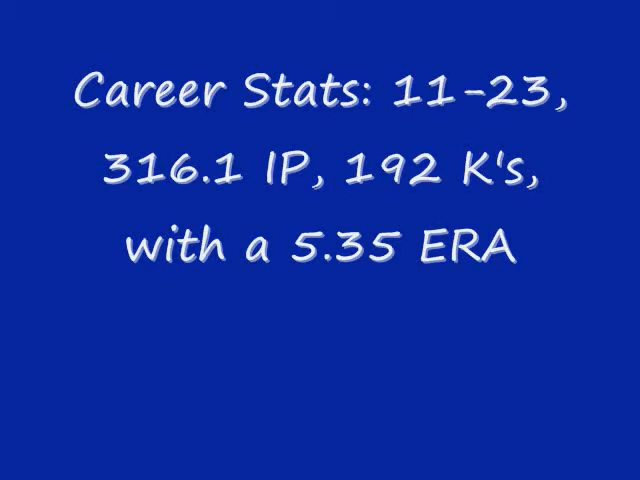 Career Stats: 11-23,
316.1 IP, 192 K's,
with a 5.35 ERA